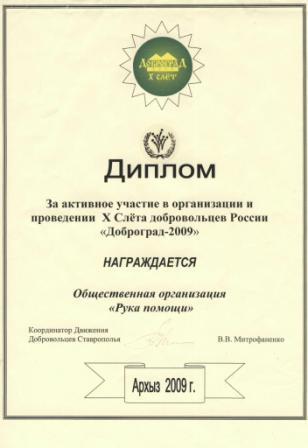 ДОБРОГРАД
X СЛЁТ
Диплом
За активное участие в организации и
проведении X Слёта добровольцев России
«Доброград-2009»
НАГРАЖДАЕТСЯ
Общественная организация
«Рука помощи»
Координатор Движения
Добровольцев Ставрополья
В.В. Митрофаненко
Архыз 2009 г.